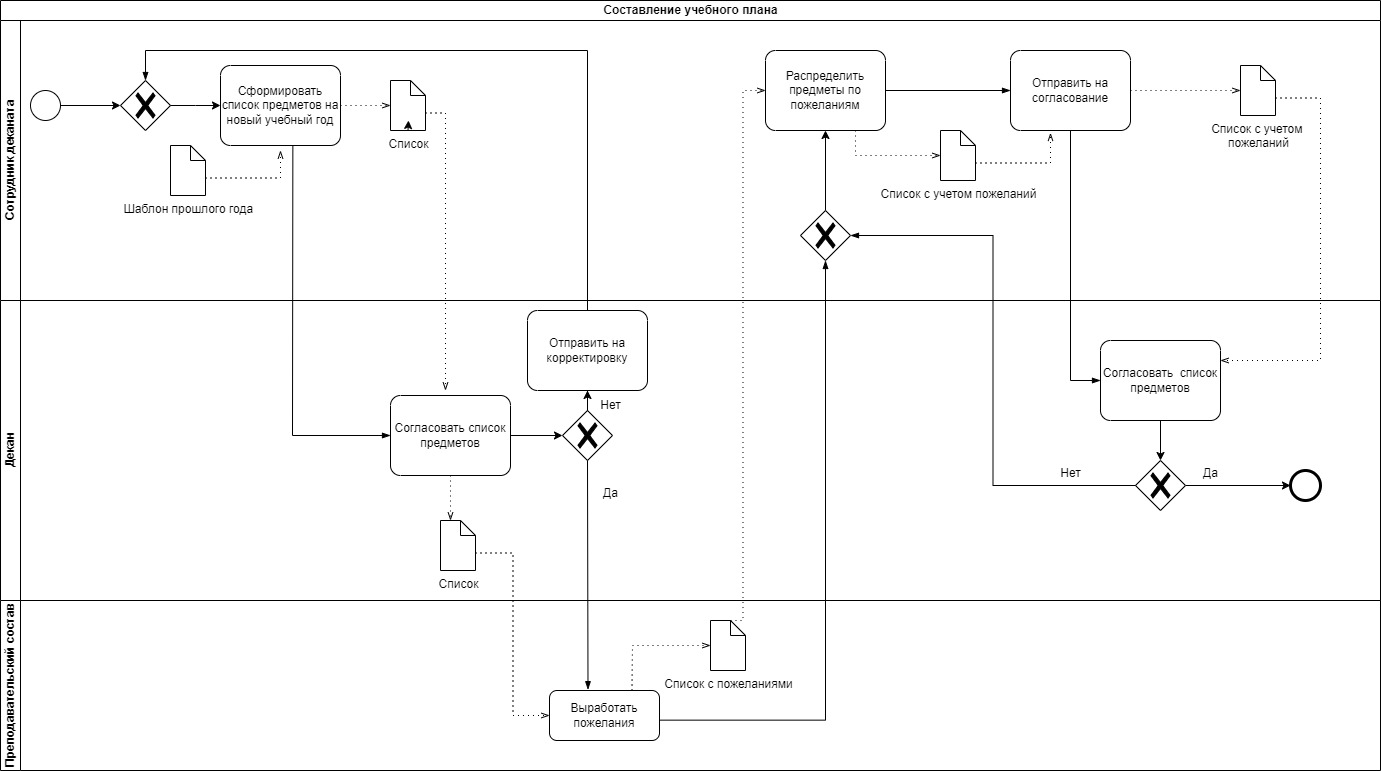 Составление учебного плана
Сотрудник деканата
Сформировать
список предметов на
новый учебный год
Список
Шаблон прошлого года
Распределить
предметы по
пожеланиям
Отправить на
согласование
Список с учетом
пожеланий
Список с учетом пожеланий
Декан
Отправить на
корректировку
Нет
Согласовать список
предметов
Да
Список
Согласовать список
предметов
Нет
Да
Преподавательский состав
Список с пожеланиями
Выработать
пожелания